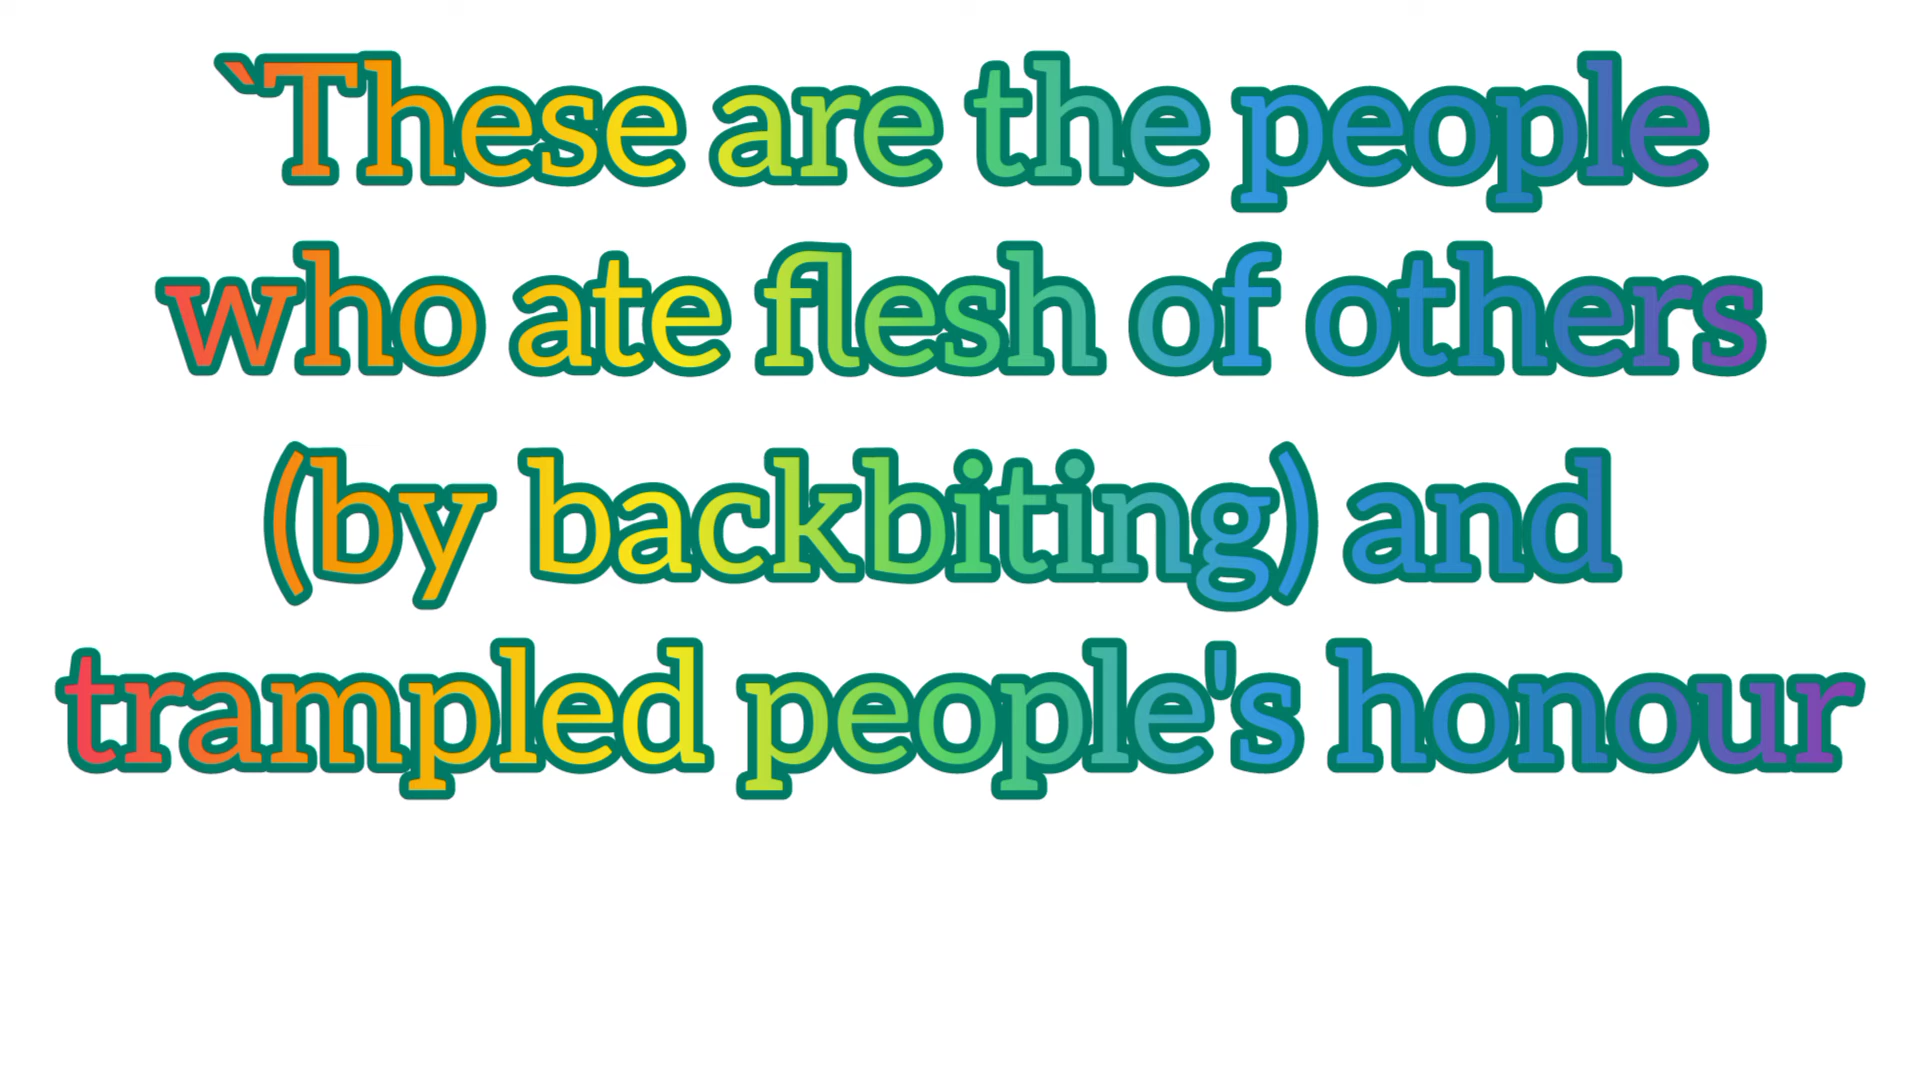 `These are the people
who ate flesh of others
(by backbiting) and
trampled people's honour